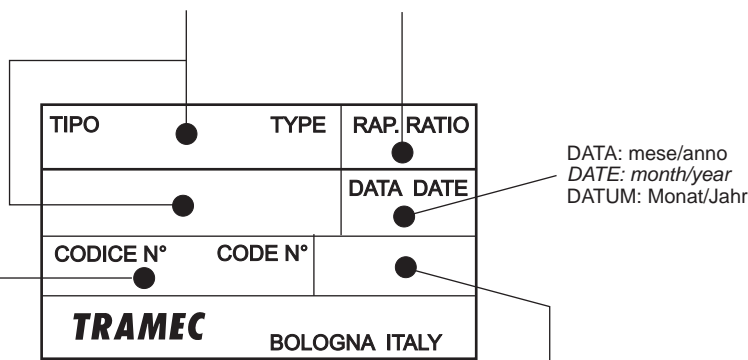 TIPO TYPE RAP. RATIO
DATA: mese/anno
DATE: month/year
DATUM: Monat/Jahr
DATA DATE
CODICE N° CODE N°
TRAMEC BOLOGNA ITALY